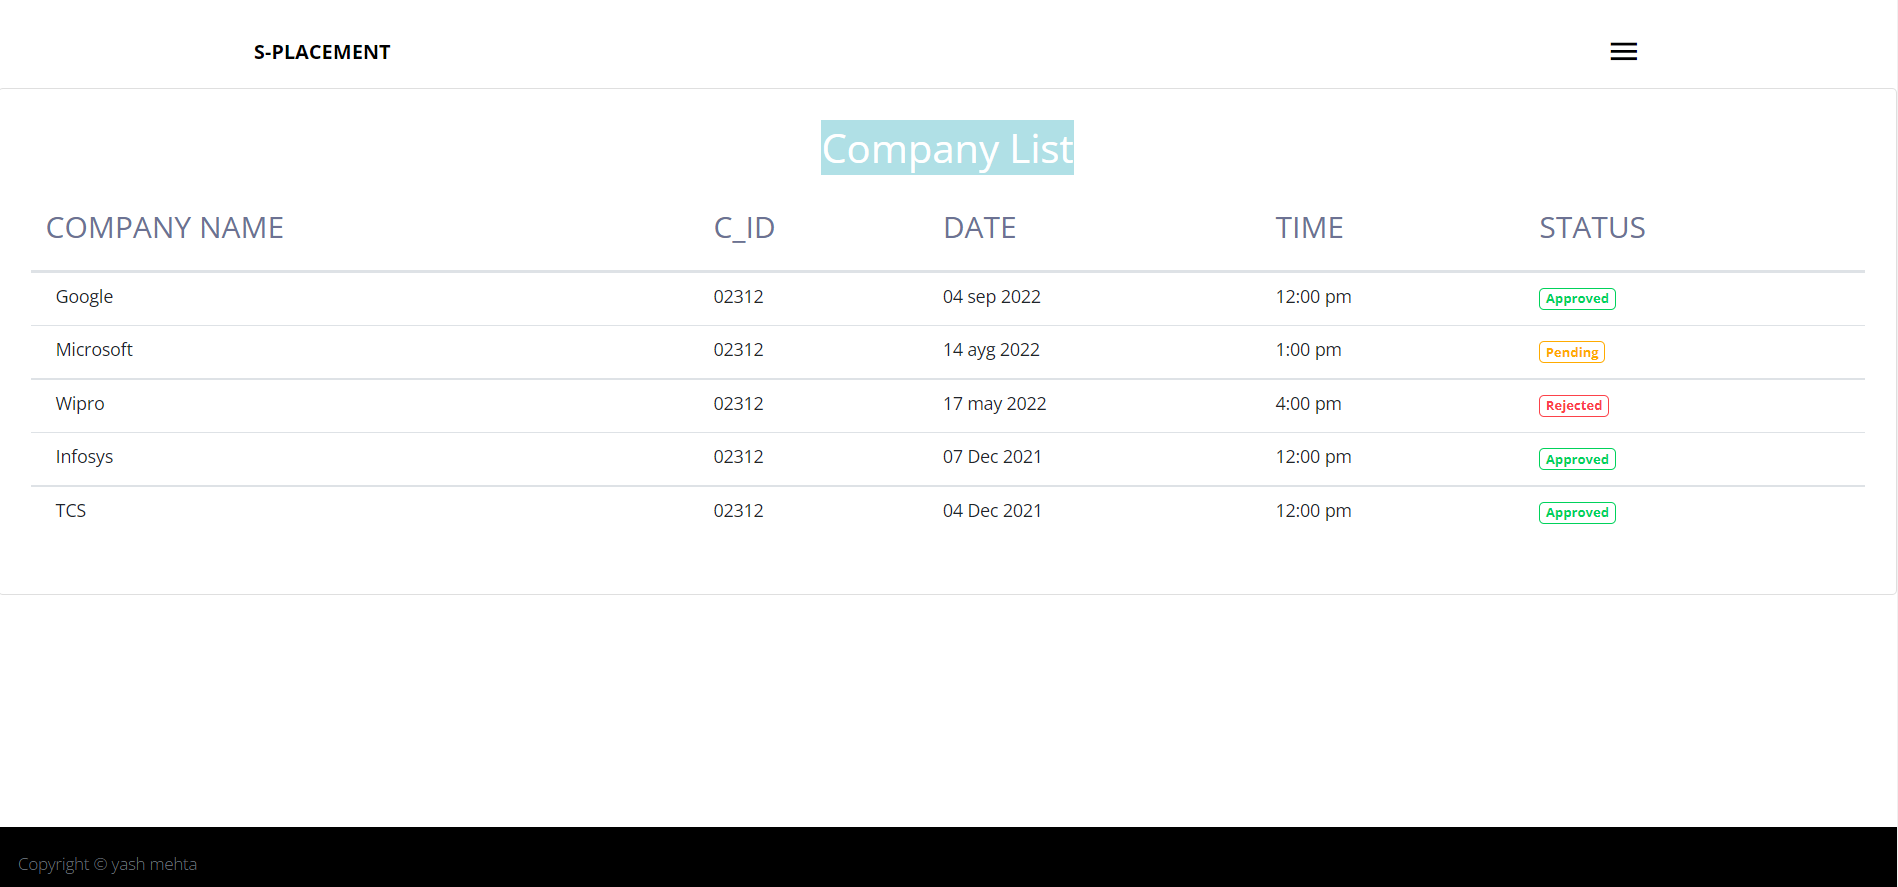 S-PLACEMENT
Company List
COMPANY NAME C_ID DATE TIME STATUS
Google 02312 04 sep 2022 12:00 pm Approved
Microsoft 02312 14 ayg 2022 1:00 pm Pending
Wipro 02312 17 may 2022 4:00 pm Rejected
Infosys 02312 07 Dec 2021 12:00 pm Approved
TCS 02312 04 Dec 2021 12:00 pm Approved
Copyright © yash mehta